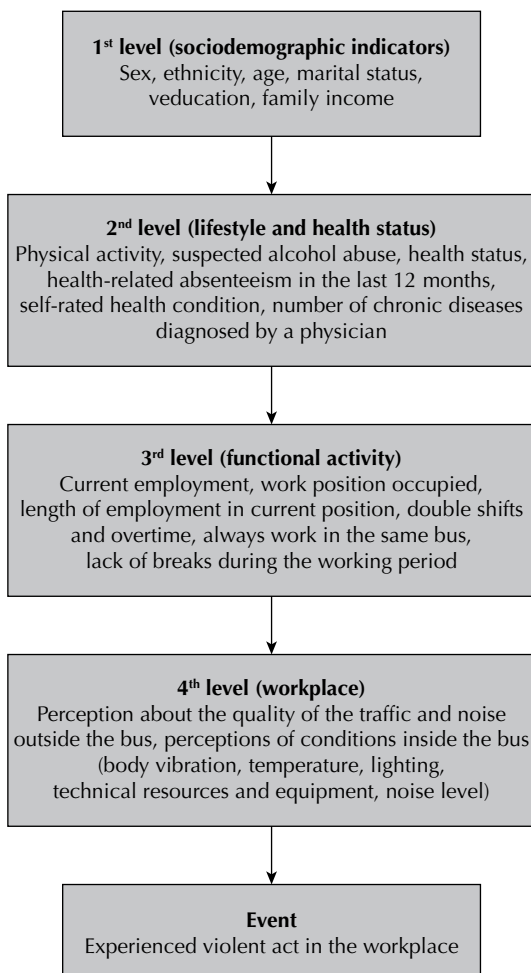 1st level (sociodemographic indicators)
Sex, ethnicity, age, marital status,
veducation, family income
2nd level (lifestyle and health status)
Physical activity, suspected alcohol abuse, health status,
health-related absenteeism in the last 12 months,
self-rated health condition, number of chronic diseases
diagnosed by a physician
3rd level (functional activity)
Current employment, work position occupied,
length of employment in current position, double shifts
and overtime, always work in the same bus,
lack of breaks during the working period
4th level (workplace)
Perception about the quality of the traffic and noise
outside the bus, perceptions of conditions inside the bus
(body vibration, temperature, lighting,
technical resources and equipment, noise level)
Event
Experienced violent act in the workplace